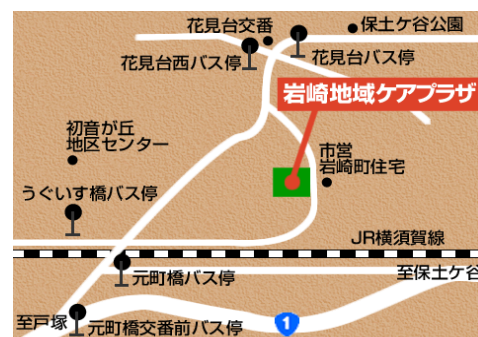 花見台交番
保土ケ谷公園
花見台西バス停
花見台バス停
岩崎地域ケアプラザ
初音が丘
地区センター
市営
岩崎町住宅
うぐいす橋バス停
JR横須賀線
元町橋バス停
至保土ケ谷
至戸塚
元町橋交番前バス停
1